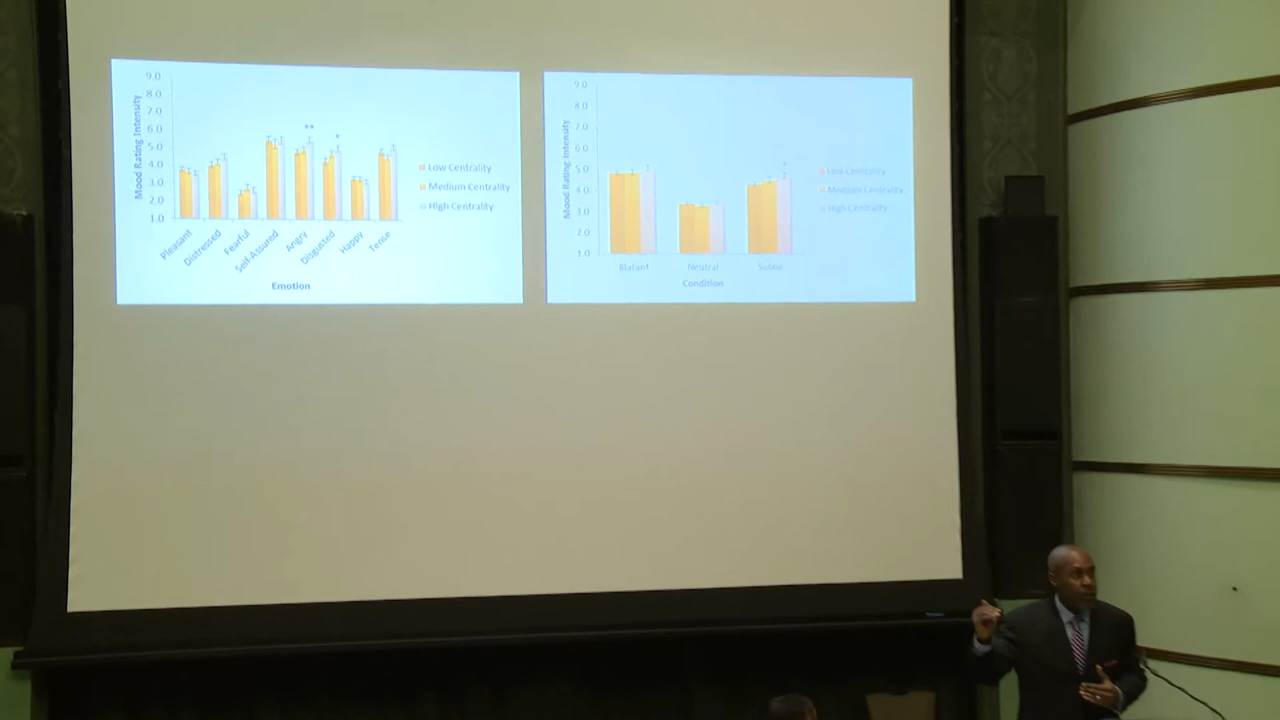 9.0
8.0
7.0
6.0
5.0
4.0
3.0
2.0
1.0
Mood Rating Intensity
**
*
Pleasant
Distressed
Fearful
Self-Assured
Angry
Disgusted
Happy
Tense
Emotion
Low Centrality
Medium Centrality
High Centrality
9.0
8.0
7.0
6.0
5.0
4.0
3.0
2.0
1.0
Mood Rating Intensity
*
Blatant
Neutral
Subtle
Condition
Low Centrality
Medium Centrality
High Centrality